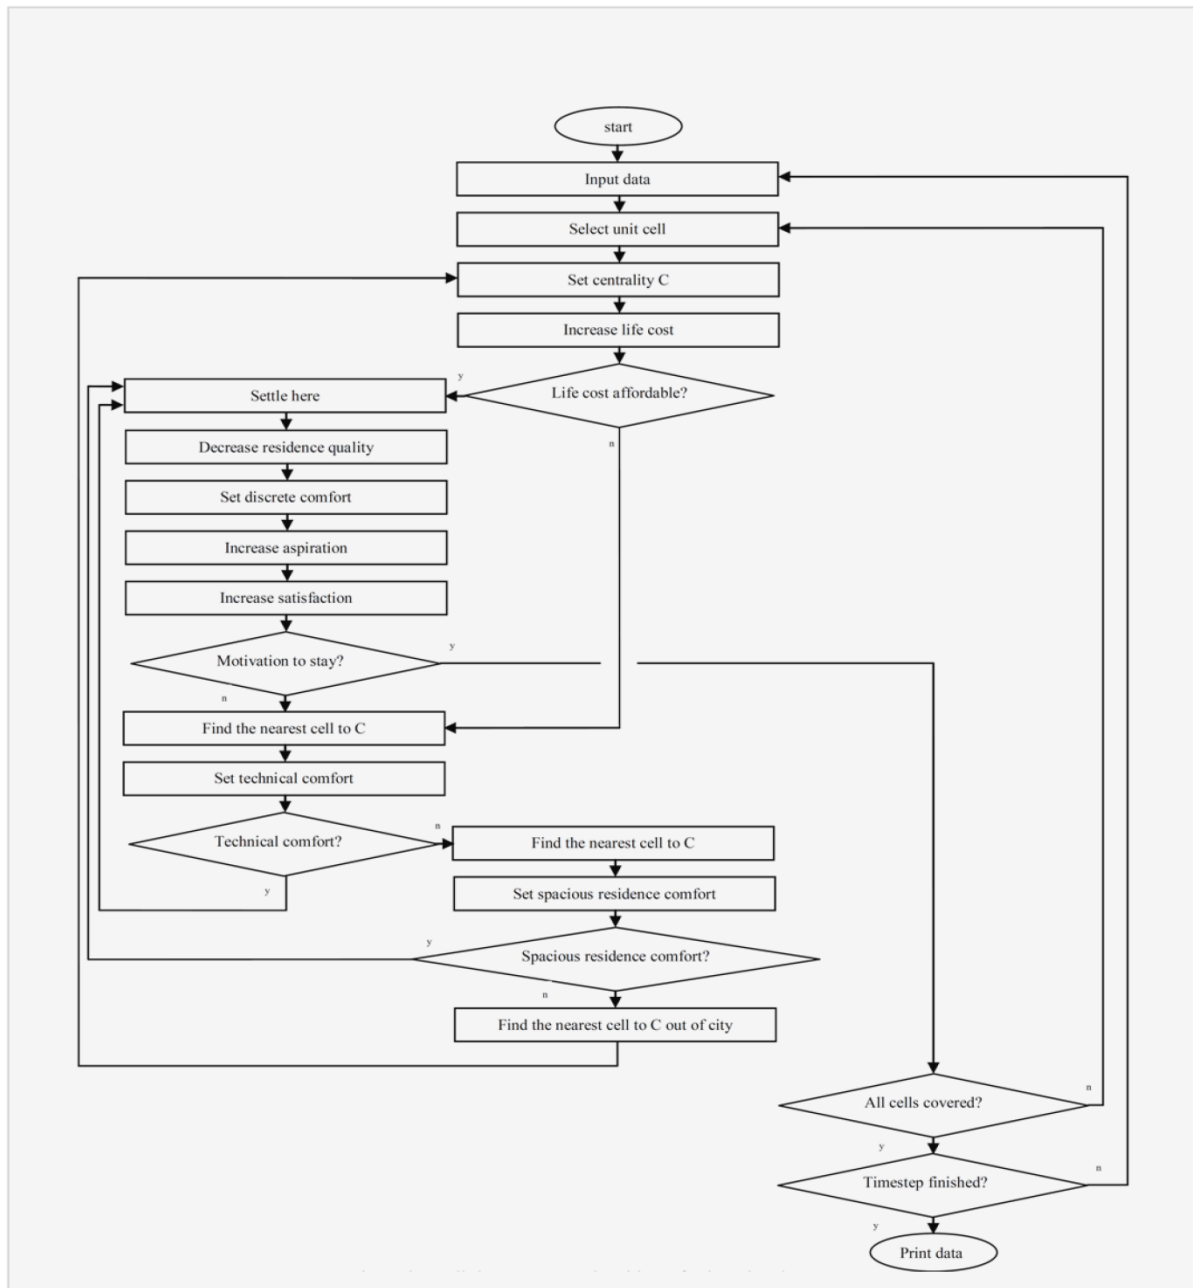 start
Input data
Select unit cell
Set centrality C
Increase life cost
Life cost affordable?
y
n
Settle here
Decrease residence quality
Set discrete comfort
Increase aspiration
Increase satisfaction
Motivation to stay?
y
n
Find the nearest cell to C
Set technical comfort
Technical comfort?
n
y
Find the nearest cell to C
Set spacious residence comfort
Spacious residence comfort?
y
n
Find the nearest cell to C out of city
All cells covered?
n
y
Timestep finished?
n
y
Print data